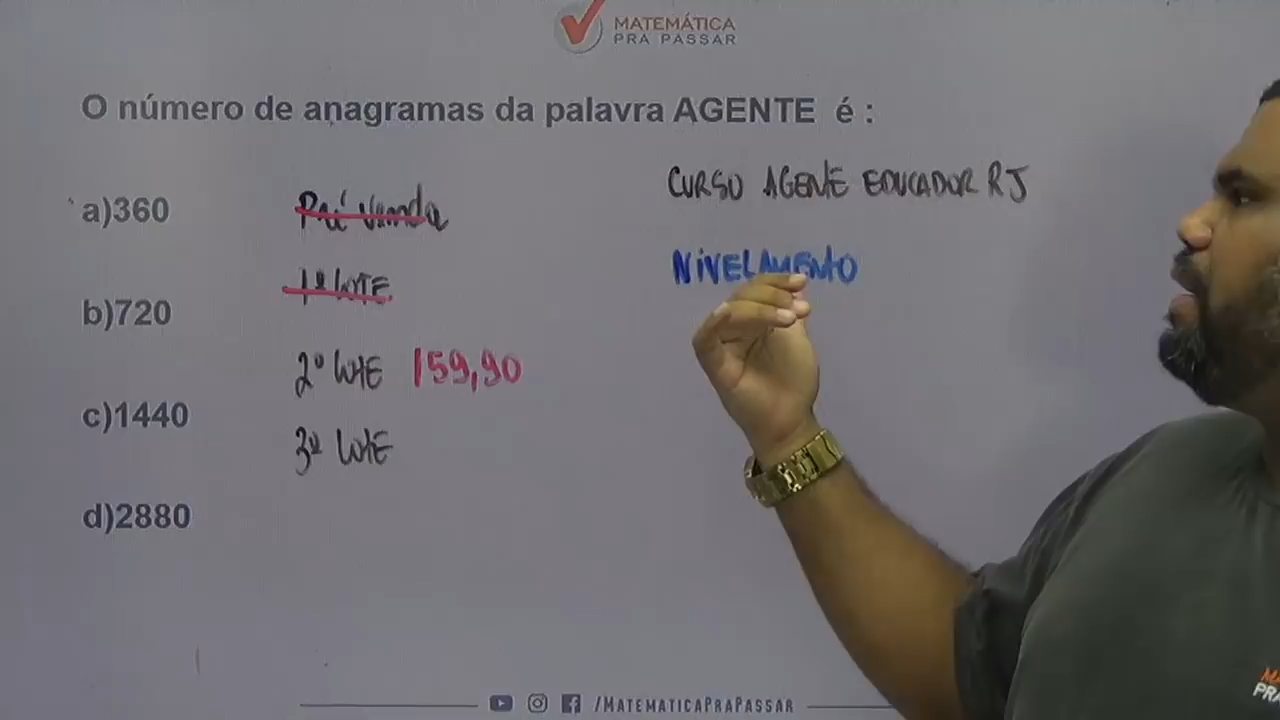 MATEMÁTICA
PRA PASSAR
O número de anagramas da palavra AGENTE é :
a)360
b)720
c)1440
d)2880
Pré Venda
1º LOTE
2º LOTE 159,90
3º LOTE
CURSO AGENTE EDUCADOR RJ
NIVELAMENTO
/MATEMATICAPRAPASSAR